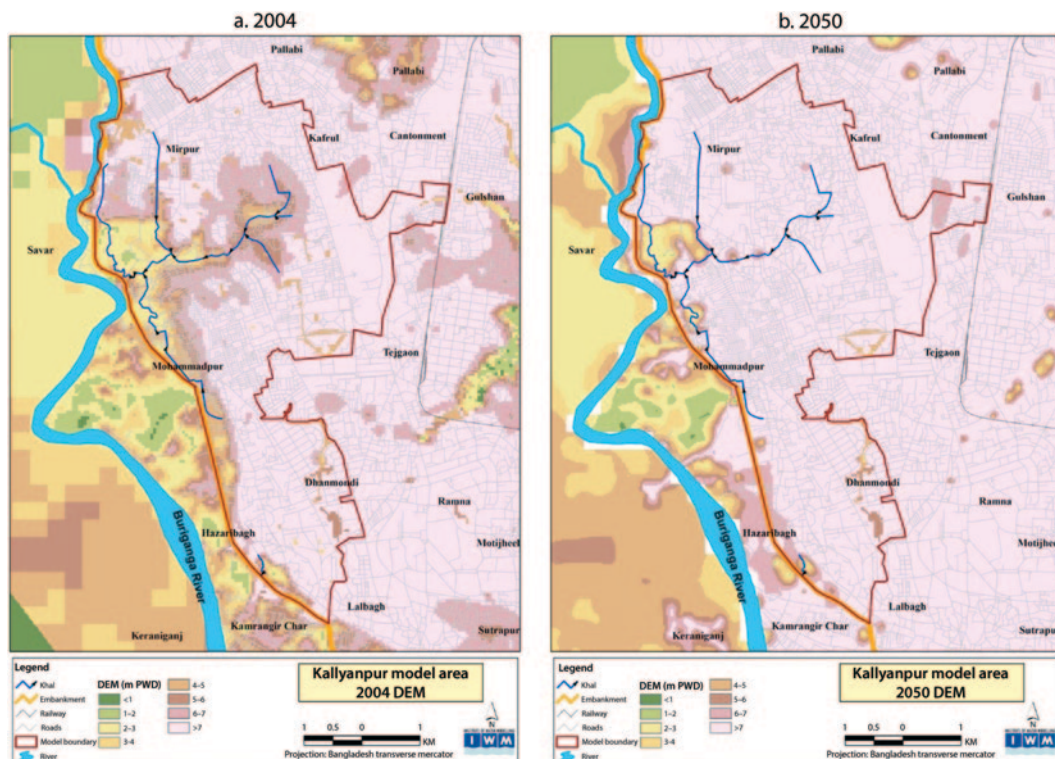 a. 2004
Pallabi
Pallabi
Cantonment
Kafrul
Mirpur
Gulshan
Savar
Tejgaon
Mohammadpur
Dhanmondi
Ramna
Hazaribagh
Motijheel
Buriganga River
Lalbagh
Keraniganj
Kamrangir Char
Sutrapur
Legend
Khal
Embankment
Railway
Roads
Model boundary
River
DEM (m PWD)
<1
1–2
2–3
3-4
4–5
5–6
6–7
>7
Kallyanpur model area
2004 DEM
1 0.5 0 1
KM
Projection: Bangladesh transverse mercator
N
IWM
b. 2050
Pallabi
Pallabi
Cantonment
Kafrul
Mirpur
Gulshan
Savar
Tejgaon
Mohammadpur
Dhanmondi
Ramna
Hazaribagh
Motijheel
Buriganga River
Lalbagh
Keraniganj
Kamrangir Char
Sutrapur
Legend
Khal
Embankment
Railway
Roads
Model boundary
River
DEM (m PWD)
<1
1–2
2–3
3-4
4–5
5–6
6–7
>7
Kallyanpur model area
2050 DEM
1 0.5 0 1
KM
Projection: Bangladesh transverse mercator
N
IWM